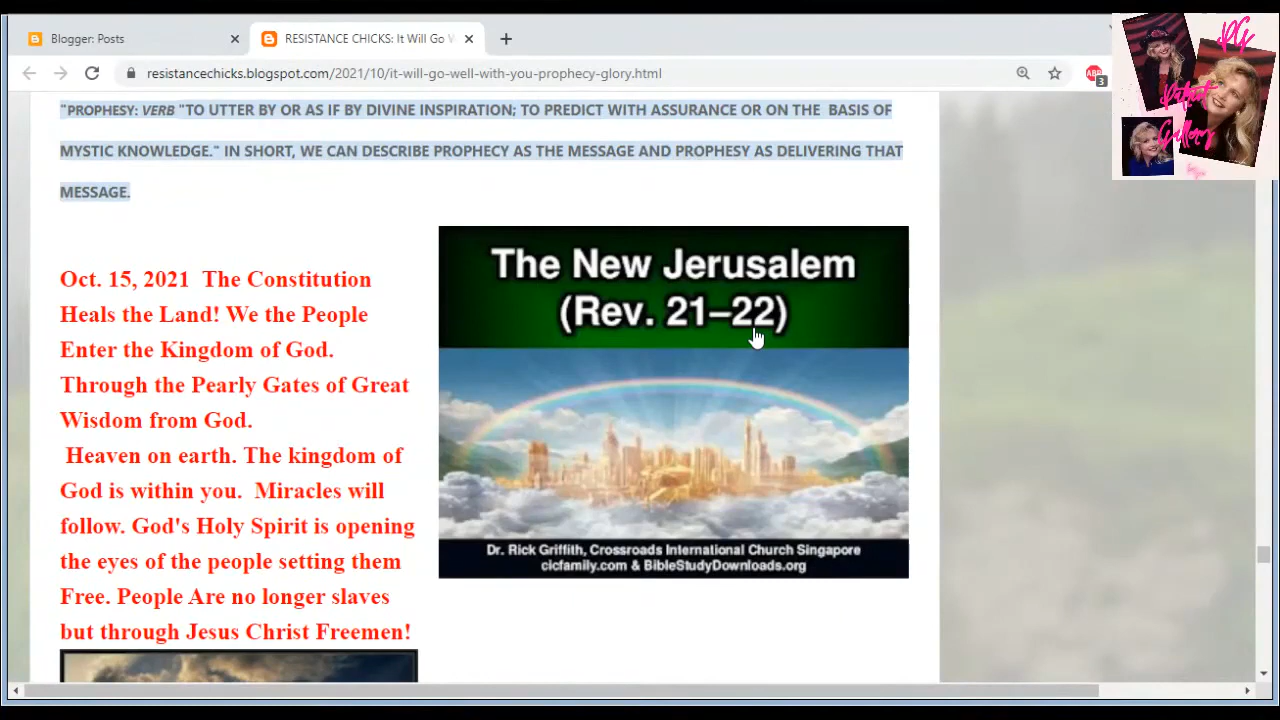 Blogger: Posts
RESISTANCE CHICKS: It Will Go W
resistancechicks.blogspot.com/2021/10/it-will-go-well-with-you-prophecy-glory.html
ABP
3
PG
Patriot
Gallery
"PROPHESY: VERB "TO UTTER BY OR AS IF BY DIVINE INSPIRATION; TO PREDICT WITH ASSURANCE OR ON THE BASIS OF
MYSTIC KNOWLEDGE." IN SHORT, WE CAN DESCRIBE PROPHECY AS THE MESSAGE AND PROPHESY AS DELIVERING THAT
MESSAGE.
Oct. 15, 2021 The Constitution
Heals the Land! We the People
Enter the Kingdom of God.
Through the Pearly Gates of Great
Wisdom from God.
Heaven on earth. The kingdom of
God is within you. Miracles will
follow. God's Holy Spirit is opening
the eyes of the people setting them
Free. People Are no longer slaves
but through Jesus Christ Freemen!
The New Jerusalem
(Rev. 21–22)
Dr. Rick Griffith, Crossroads International Church Singapore
cicfamily.com & BibleStudyDownloads.org